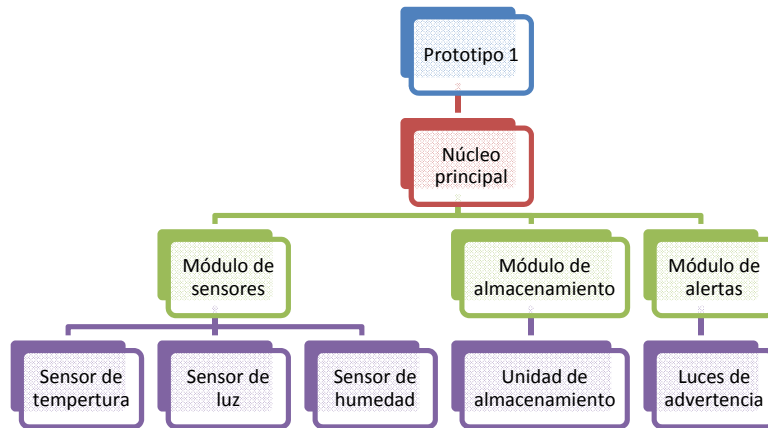 Prototipo 1
Núcleo
principal
Módulo de
sensores
Módulo de
almacenamiento
Módulo de
alertas
Sensor de
tempertura
Sensor de
luz
Sensor de
humedad
Unidad de
almacenamiento
Luces de
advertencia